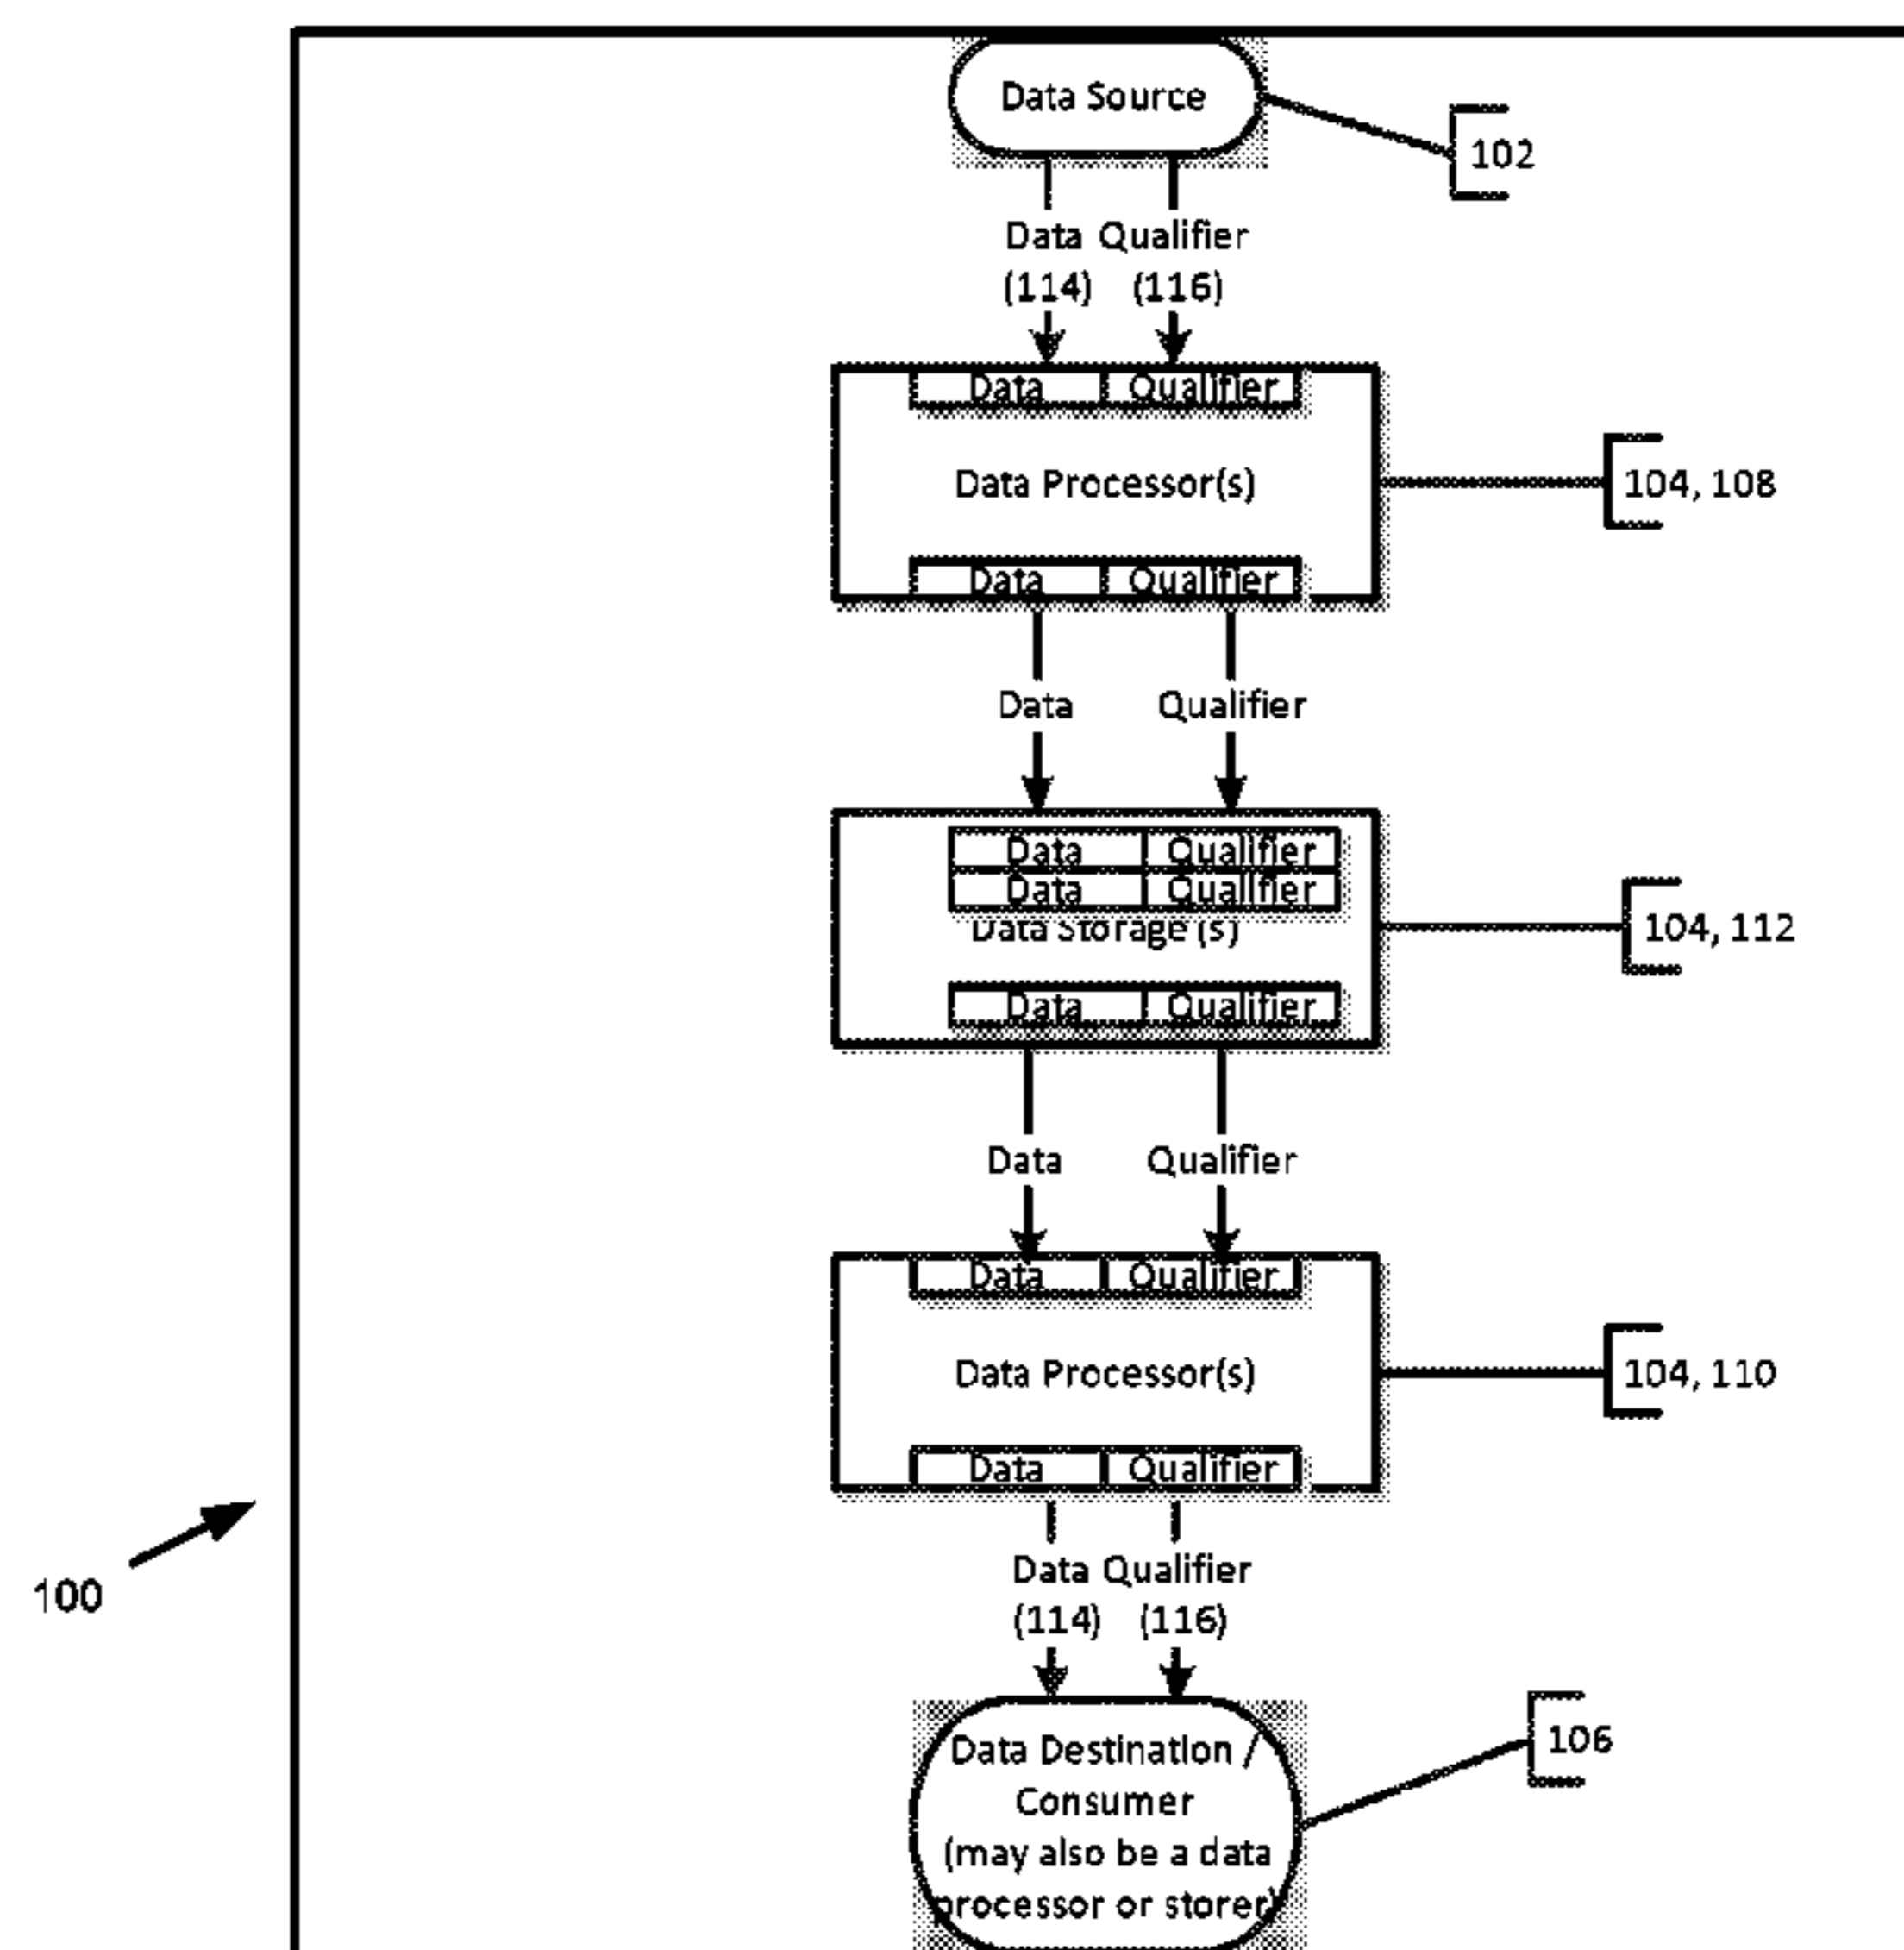 Data Source
102
Data Qualifier
(114) (116)
Data Qualifier
Data Processor(s)
104, 108
Data Qualifier
Data Qualifier
Data Qualifier
Data Qualifier
Data Storage (s)
104, 112
Data Qualifier
Data Qualifier
Data Qualifier
Data Processor(s)
104, 110
Data Qualifier
100
Data Qualifier
(114) (116)
Data Destination /
Consumer
(may also be a data
processor or storer)
106